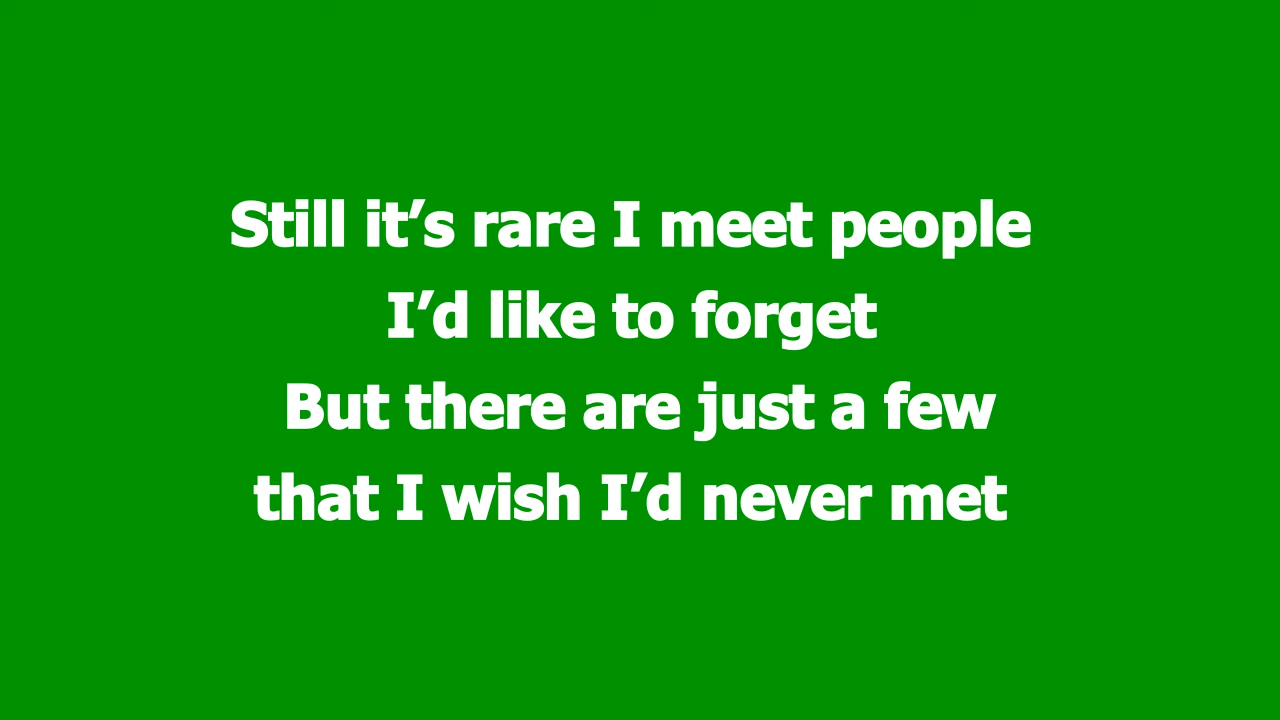 Still it’s rare I meet people
I’d like to forget
But there are just a few
that I wish I’d never met